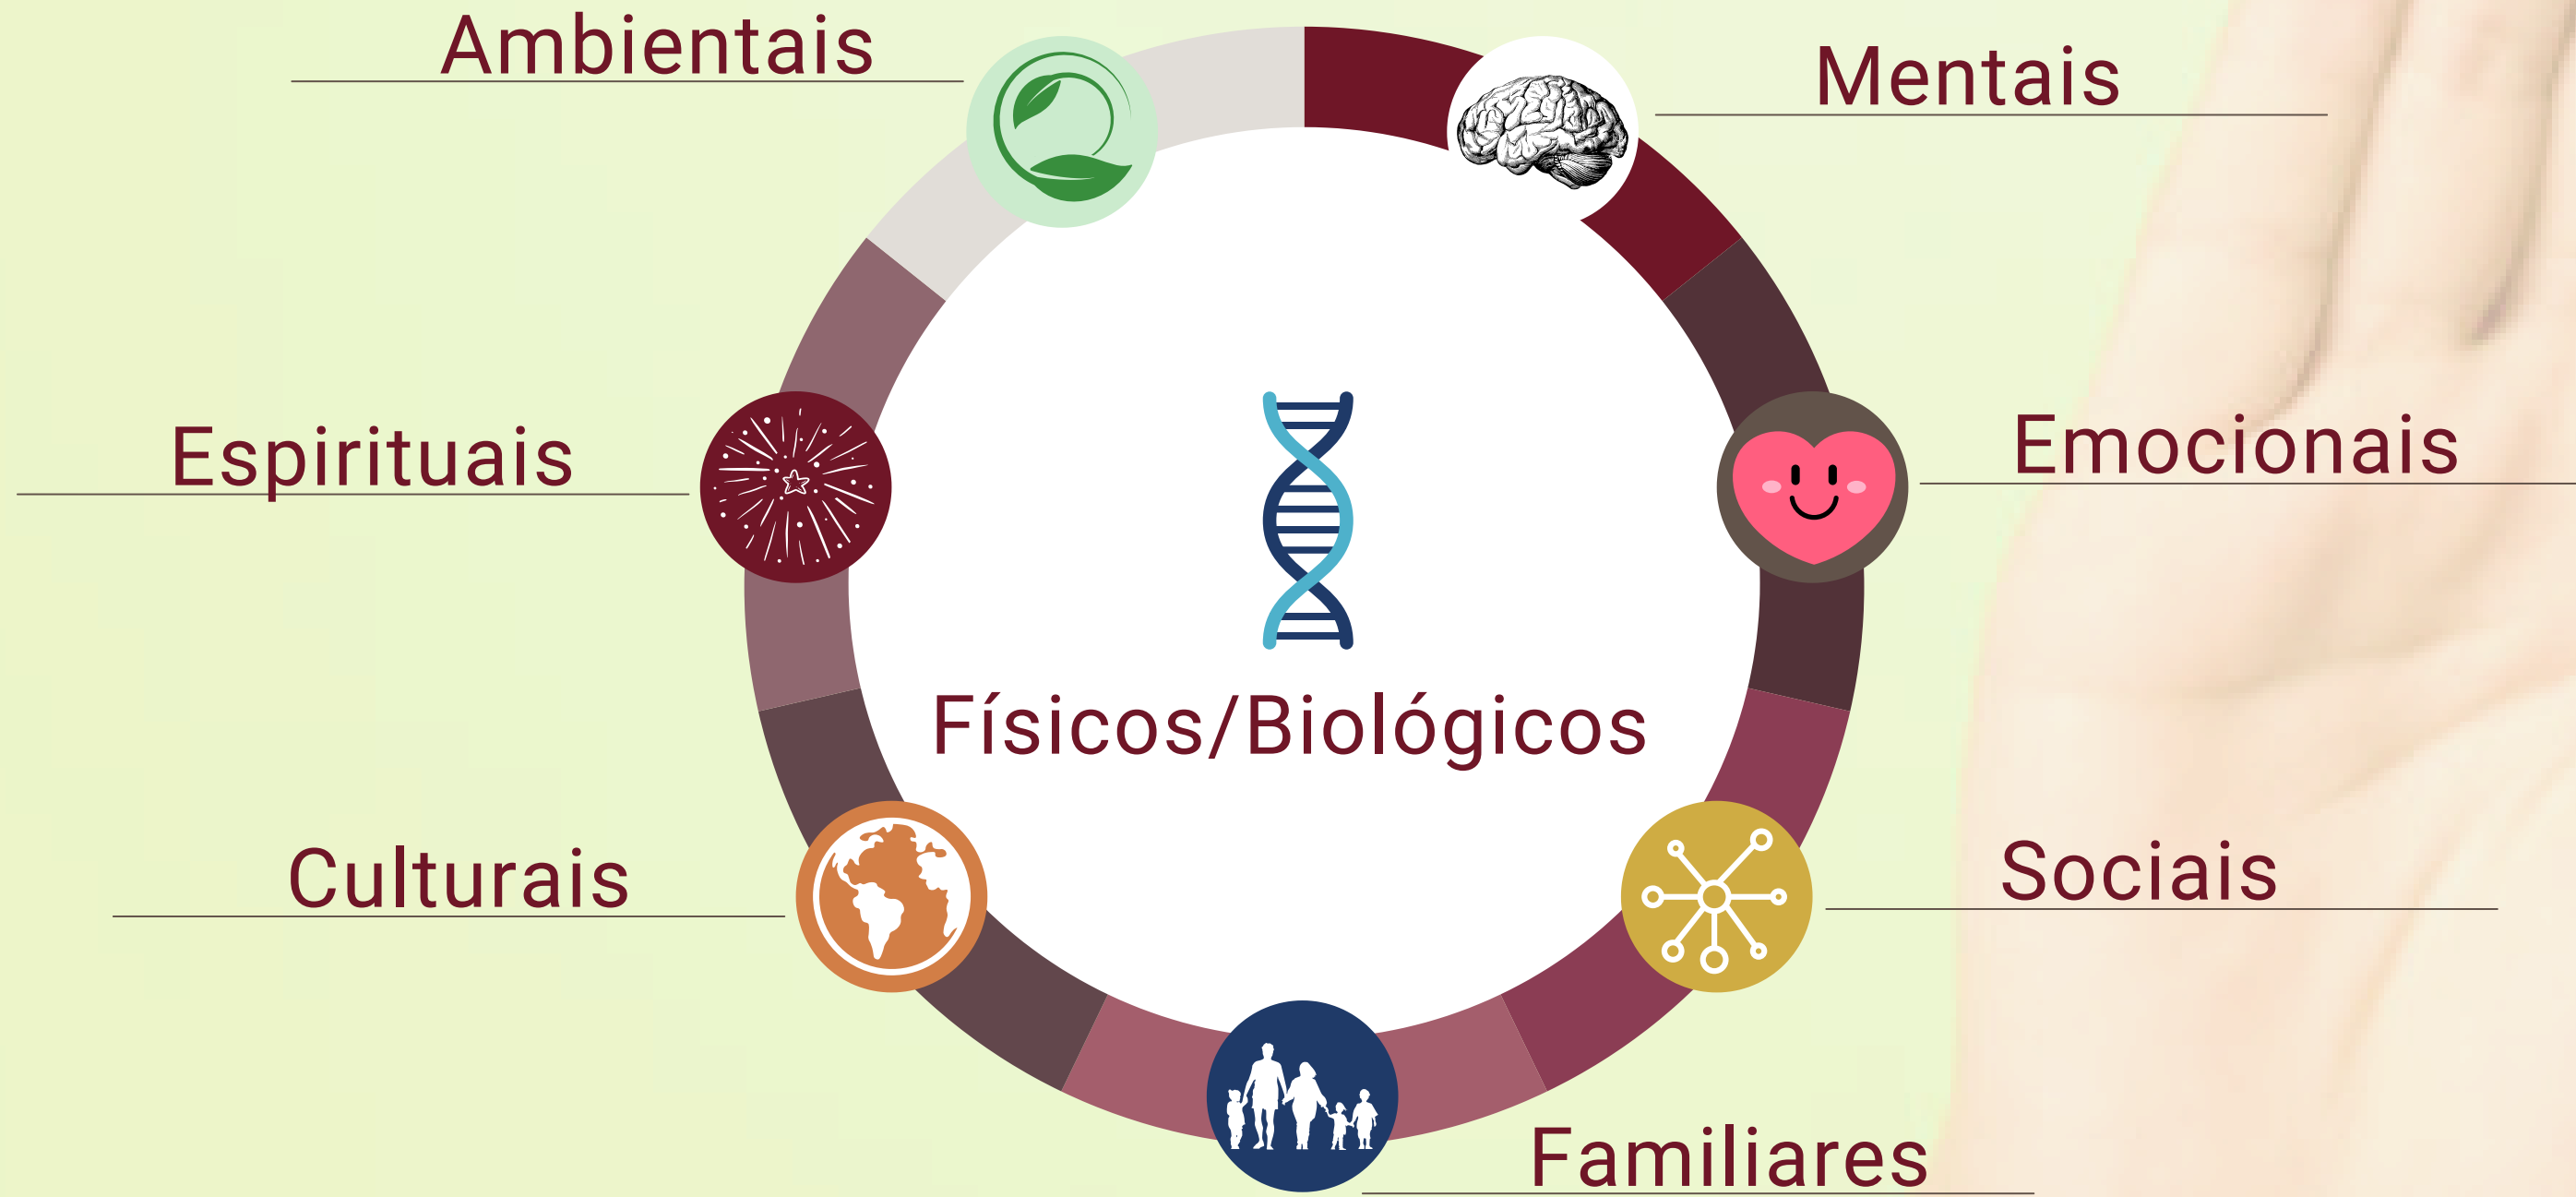 Ambientais
Mentais
Espirituais
Emocionais
Físicos/Biológicos
Culturais
Sociais
Familiares